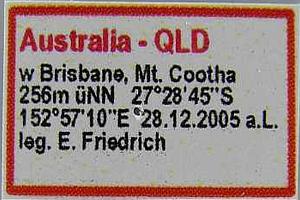 Australia - QLD
w Brisbane, Mt. Cootha
256m üNN 27°28'45"S
152°57'10"E 28.12.2005 a.L.
leg. E. Friedrich